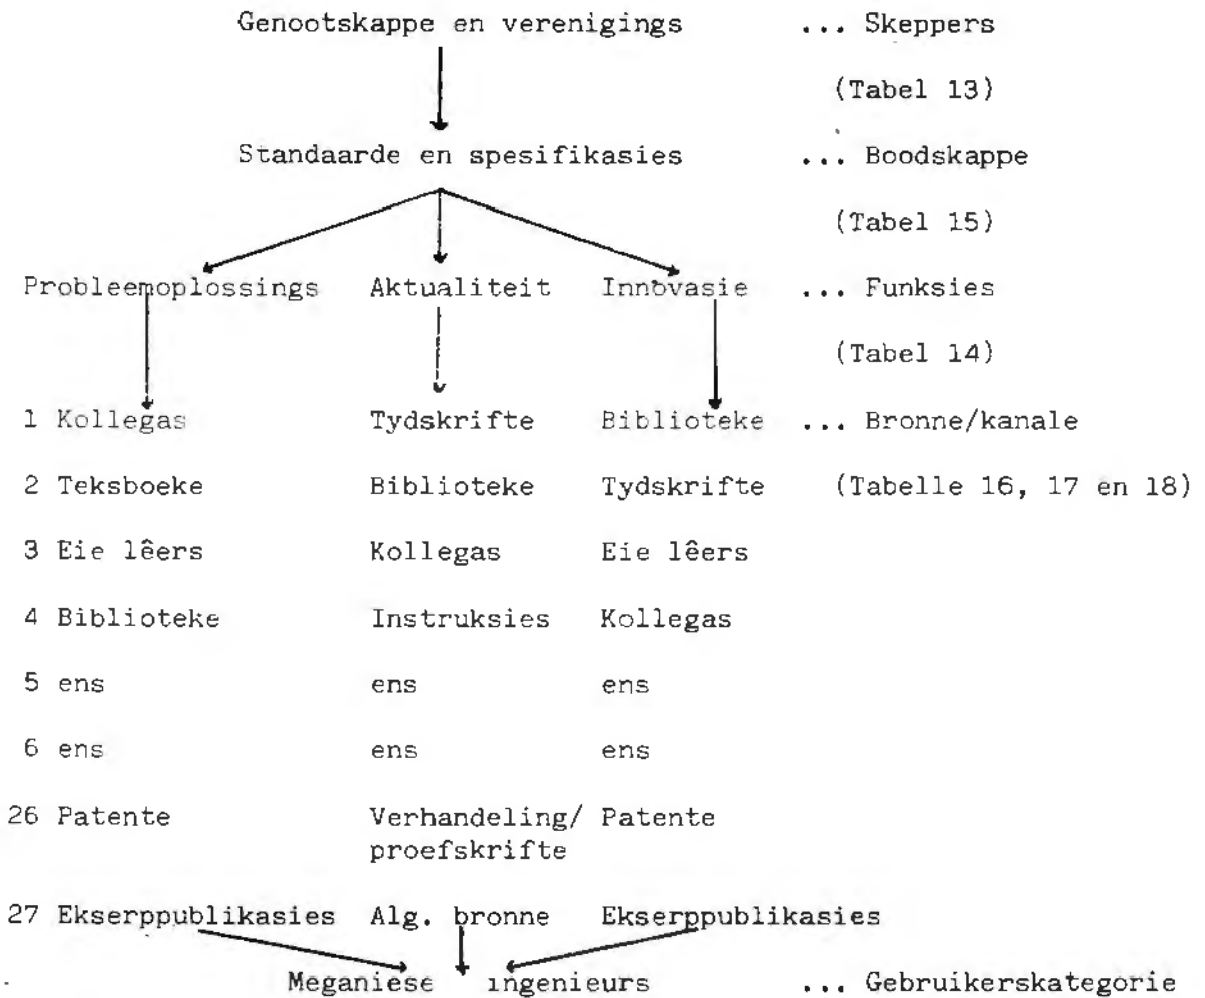 Genootskappe en verenigings ... Skeppers
(Tabel 13)
Standaarde en spesifikasies ... Boodskappe
(Tabel 15)
Probleemoplossings Aktualiteit Innovasie ... Funksies
(Tabel 14)
1 Kollegas Tydskrifte Biblioteke ... Bronne/kanale
2 Teksboeke Biblioteke Tydskrifte (Tabelle 16, 17 en 18)
3 Eie lêers Kollegas Eie lêers
4 Biblioteke Instruksies Kollegas
5 ens ens ens
6 ens ens ens
26 Patente Verhandeling/ Patente
proefskrifte
27 Ekserppublikasies Alg. bronne Ekserppublikasies
Meganiese ingenieurs ... Gebruikerskategorie